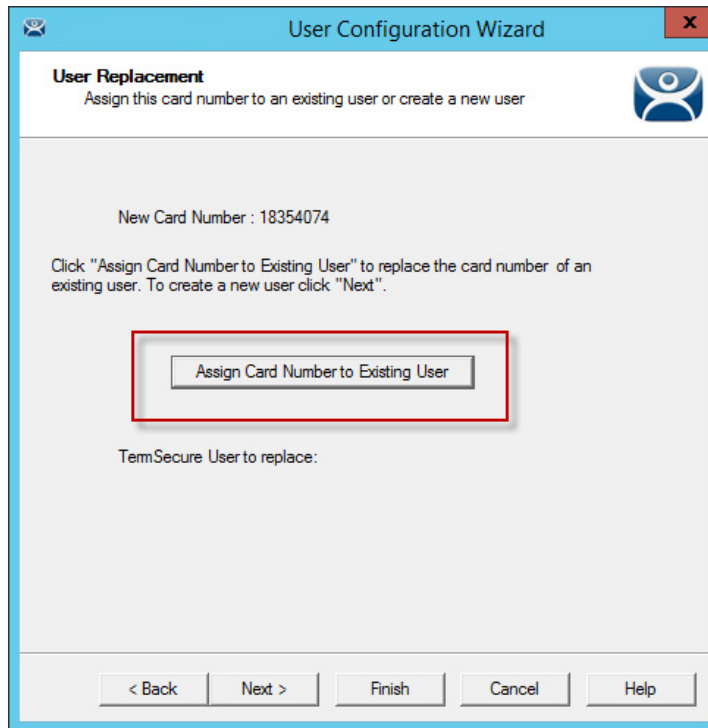 User Configuration Wizard
x
User Replacement
Assign this card number to an existing user or create a new user
New Card Number : 18354074
Click "Assign Card Number to Existing User" to replace the card number of an
existing user. To create a new user click "Next".
Assign Card Number to Existing User
TermSecure User to replace:
< Back Next > Finish Cancel Help